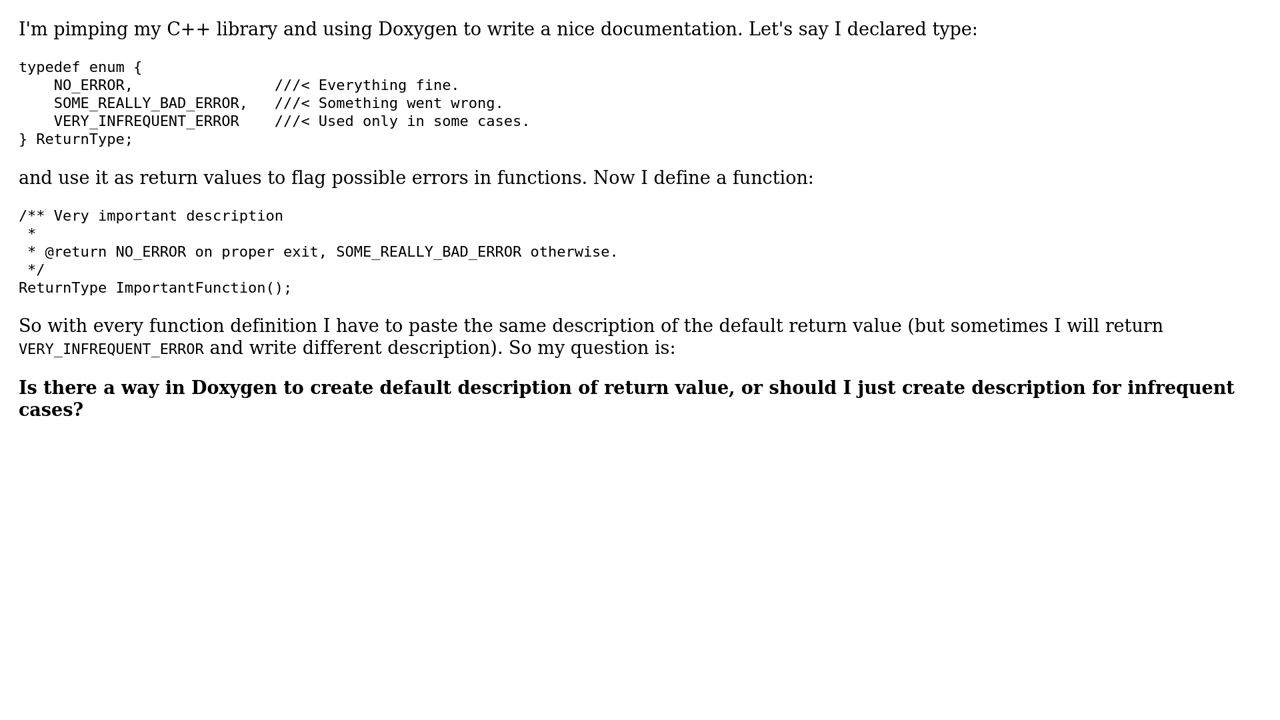 I'm pimping my C++ library and using Doxygen to write a nice documentation. Let's say I declared type:
typedef enum {
    NO_ERROR,                ///< Everything fine.
    SOME_REALLY_BAD_ERROR,   ///< Something went wrong.
    VERY_INFREQUENT_ERROR    ///< Used only in some cases.
} ReturnType;
and use it as return values to flag possible errors in functions. Now I define a function:
/** Very important description
 *
 * @return NO_ERROR on proper exit, SOME_REALLY_BAD_ERROR otherwise.
 */
ReturnType ImportantFunction();
So with every function definition I have to paste the same description of the default return value (but sometimes I will return
VERY_INFREQUENT_ERROR and write different description). So my question is:
Is there a way in Doxygen to create default description of return value, or should I just create description for infrequent
cases?